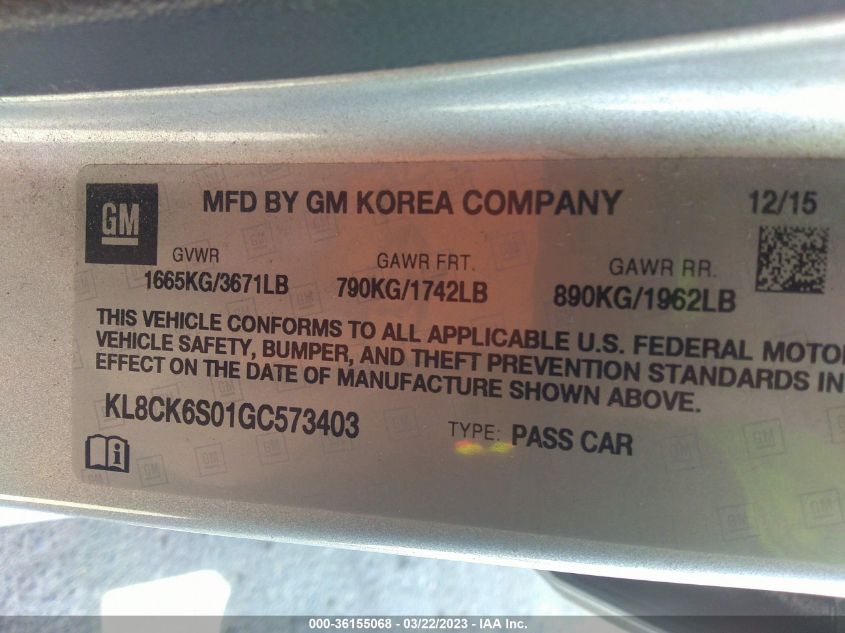 GM
MFD BY GM KOREA COMPANY 12/15
GVWR GAWR FRT. GAWR RR.
1665KG/3671LB 790KG/1742LB 890KG/1962LB
THIS VEHICLE CONFORMS TO ALL APPLICABLE U.S. FEDERAL MOTO
VEHICLE SAFETY, BUMPER, AND THEFT PREVENTION STANDARDS IN
EFFECT ON THE DATE OF MANUFACTURE SHOWN ABOVE.
KL8CK6S01GC573403 TYPE: PASS CAR
000-36155068 - 03/22/2023 - IAA Inc.